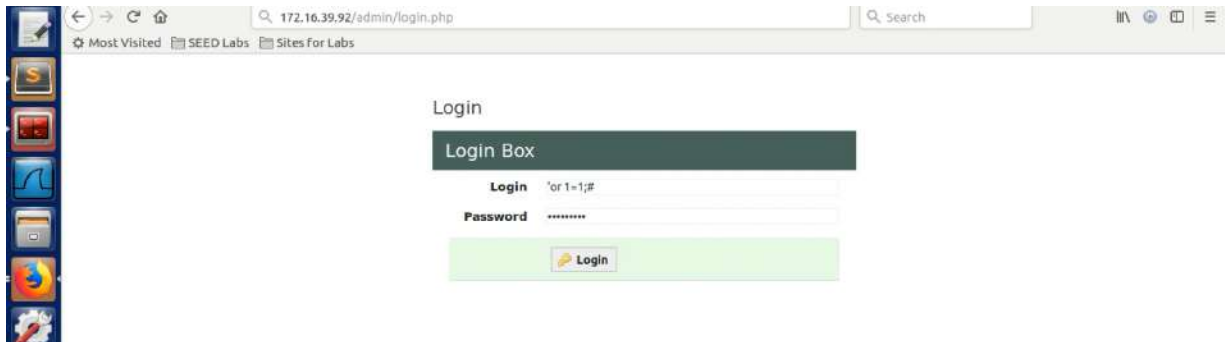 172.16.39.92/admin/login.php
Search
Most Visited SEED Labs Sites for Labs
Login
Login Box
Login 'or 1=1;#
Password •••••••••
Login